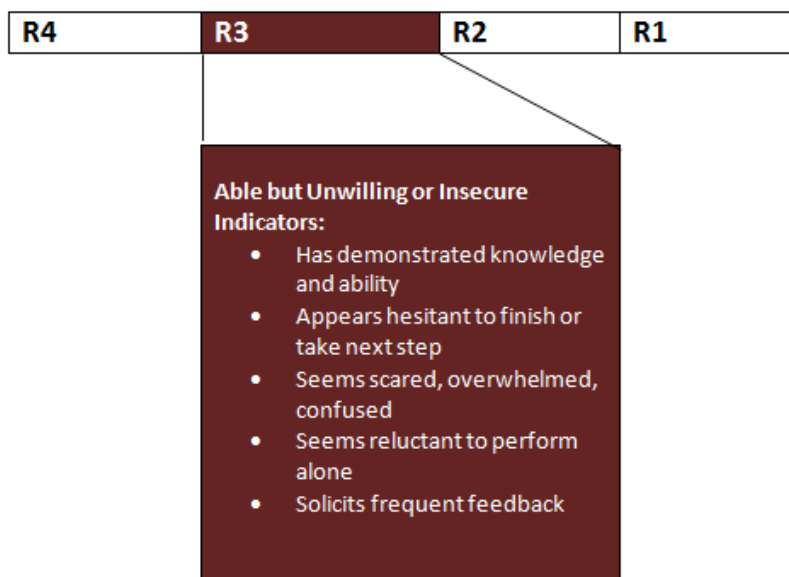 R4 R3 R2 R1
Able but Unwilling or Insecure
Indicators:
• Has demonstrated knowledge
and ability
• Appears hesitant to finish or
take next step
• Seems scared, overwhelmed,
confused
• Seems reluctant to perform
alone
• Solicits frequent feedback